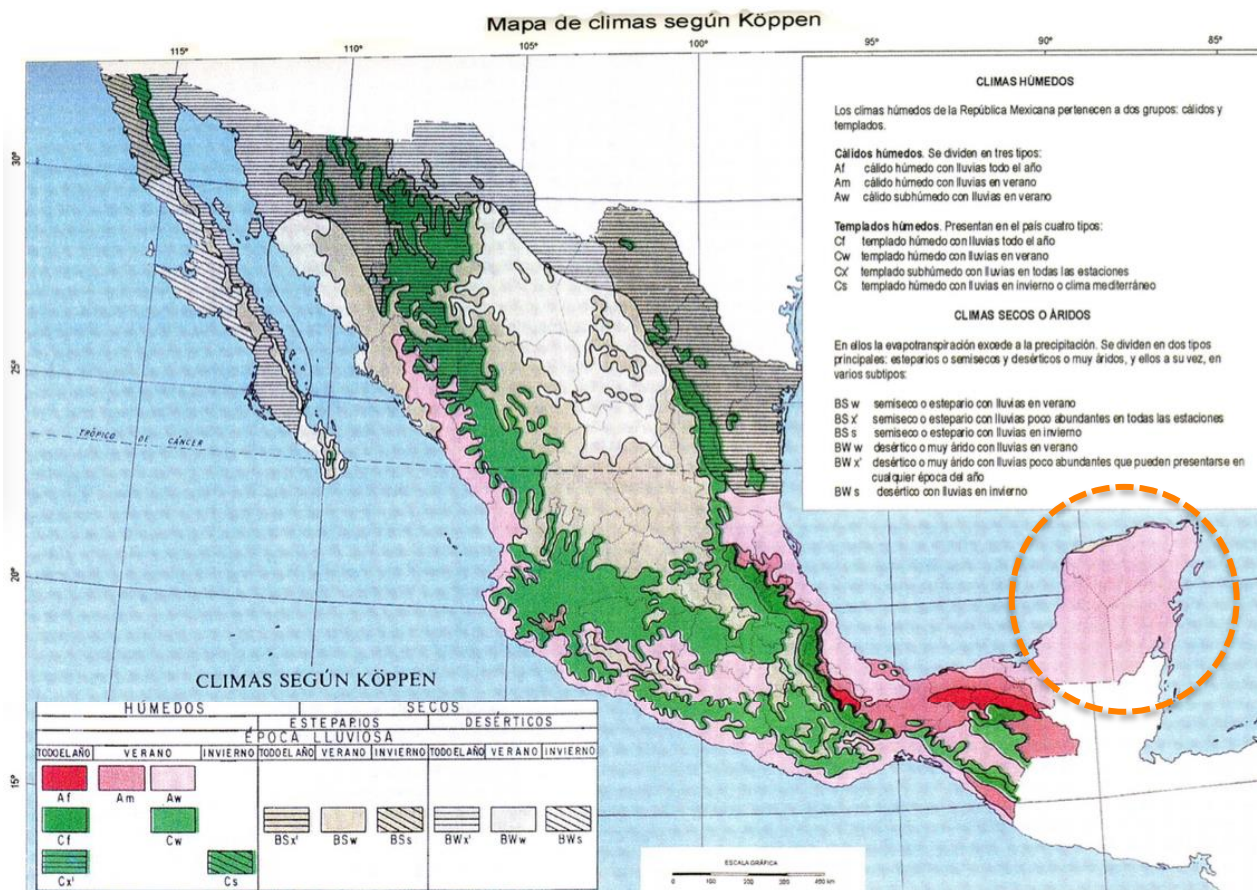 Mapa de climas según Köppen
115°
110°
105°
100°
95°
90°
85°
30°
25°
20°
15°
TRÓPICO DE CÁNCER
CLIMAS HÚMEDOS
Los climas húmedos de la República Mexicana pertenecen a dos grupos: cálidos y
templados.
Cálidos húmedos. Se dividen en tres tipos:
Af cálido húmedo con lluvias todo el año
Am cálido húmedo con lluvias en verano
Aw cálido subhúmedo con lluvias en verano
Templados húmedos. Presentan en el país cuatro tipos:
Cf templado húmedo con lluvias todo el año
Cw templado húmedo con lluvias en verano
Cx' templado subhúmedo con lluvias en todas las estaciones
Cs templado húmedo con lluvias en invierno o clima mediterráneo
CLIMAS SECOS O ÀRIDOS
En ellos la evapotranspiración excede a la precipitación. Se dividen en dos tipos
principales: esteparios o semisecos y desérticos o muy áridos, y ellos a su vez, en
varios subtipos:
BS w semiseco o estepario con lluvias en verano
BS x' semiseco o estepario con lluvias poco abundantes en todas las estaciones
BS s semiseco o estepario con lluvias en invierno
BW w desértico o muy árido con lluvias en verano
BW x' desértico o muy árido con lluvias poco abundantes que pueden presentarse en
cualquier época del año
BW s desértico con lluvias en invierno
CLIMAS SEGÚN KÖPPEN
HÚMEDOS SECOS
ESTEPARIOS DESÉRTICOS
ÉPOCA LLUVIOSA
TODO EL AÑO VERANO INVIERNO TODO EL AÑO VERANO INVIERNO TODO EL AÑO VERANO INVIERNO
Af Am Aw
Cf Cw BSx' BSw BSs BWx' BWw BWs
Cx' Cs
ESCALA GRÁFICA
0 100 200 300 400 km